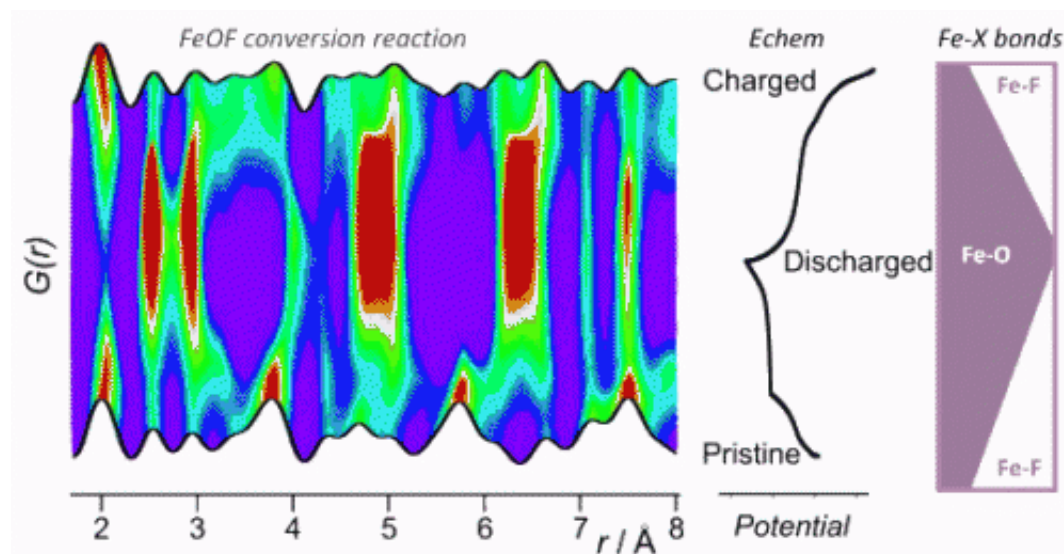 FeOF conversion reaction
Echem
Fe-X bonds
Charged
Fe-F
G(r)
Discharged
Fe-O
Pristine
Fe-F
2 3 4 5 6 7 8
r / Å
Potential